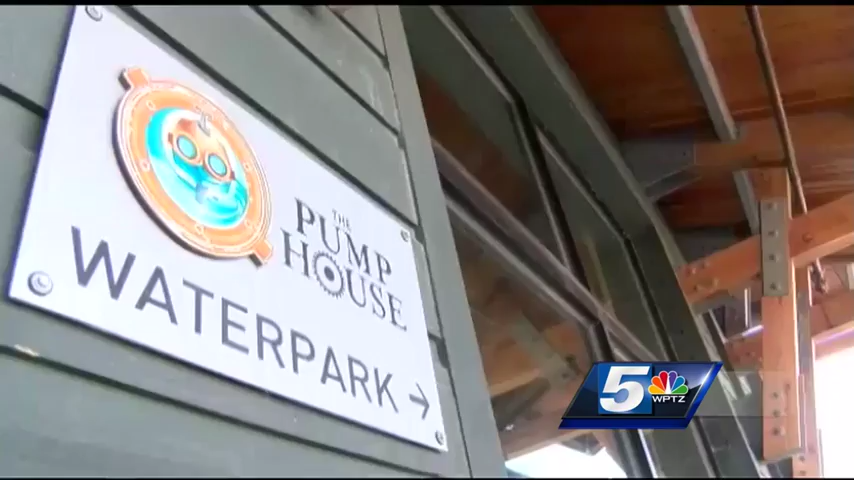 THE
PUMP
HOUSE
WATERPARK →
5
WPTZ